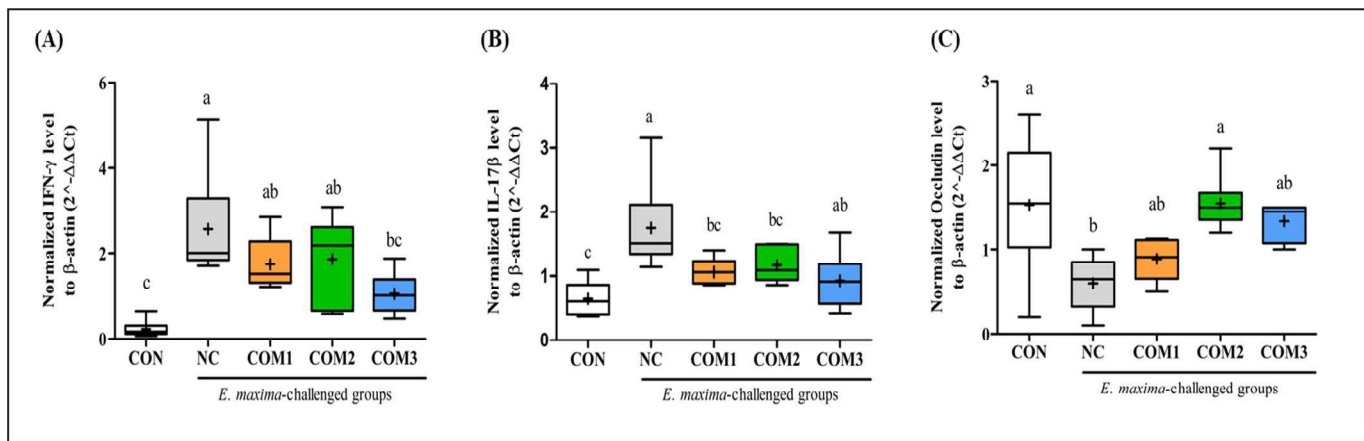 (A)
Normalized IFN-γ level
to β-actin (2^-ΔΔCt)
6
4
2
0
c
a
ab
ab
bc
CON NC COM1 COM2 COM3
E. maxima-challenged groups
(B)
Normalized IL-17β level
to β-actin (2^-ΔΔCt)
4
3
2
1
0
c
a
bc
bc
ab
CON NC COM1 COM2 COM3
E. maxima-challenged groups
(C)
Normalized Occludin level
to β-actin (2^-ΔΔCt)
3
2
1
0
a
b
ab
a
ab
CON NC COM1 COM2 COM3
E. maxima-challenged groups